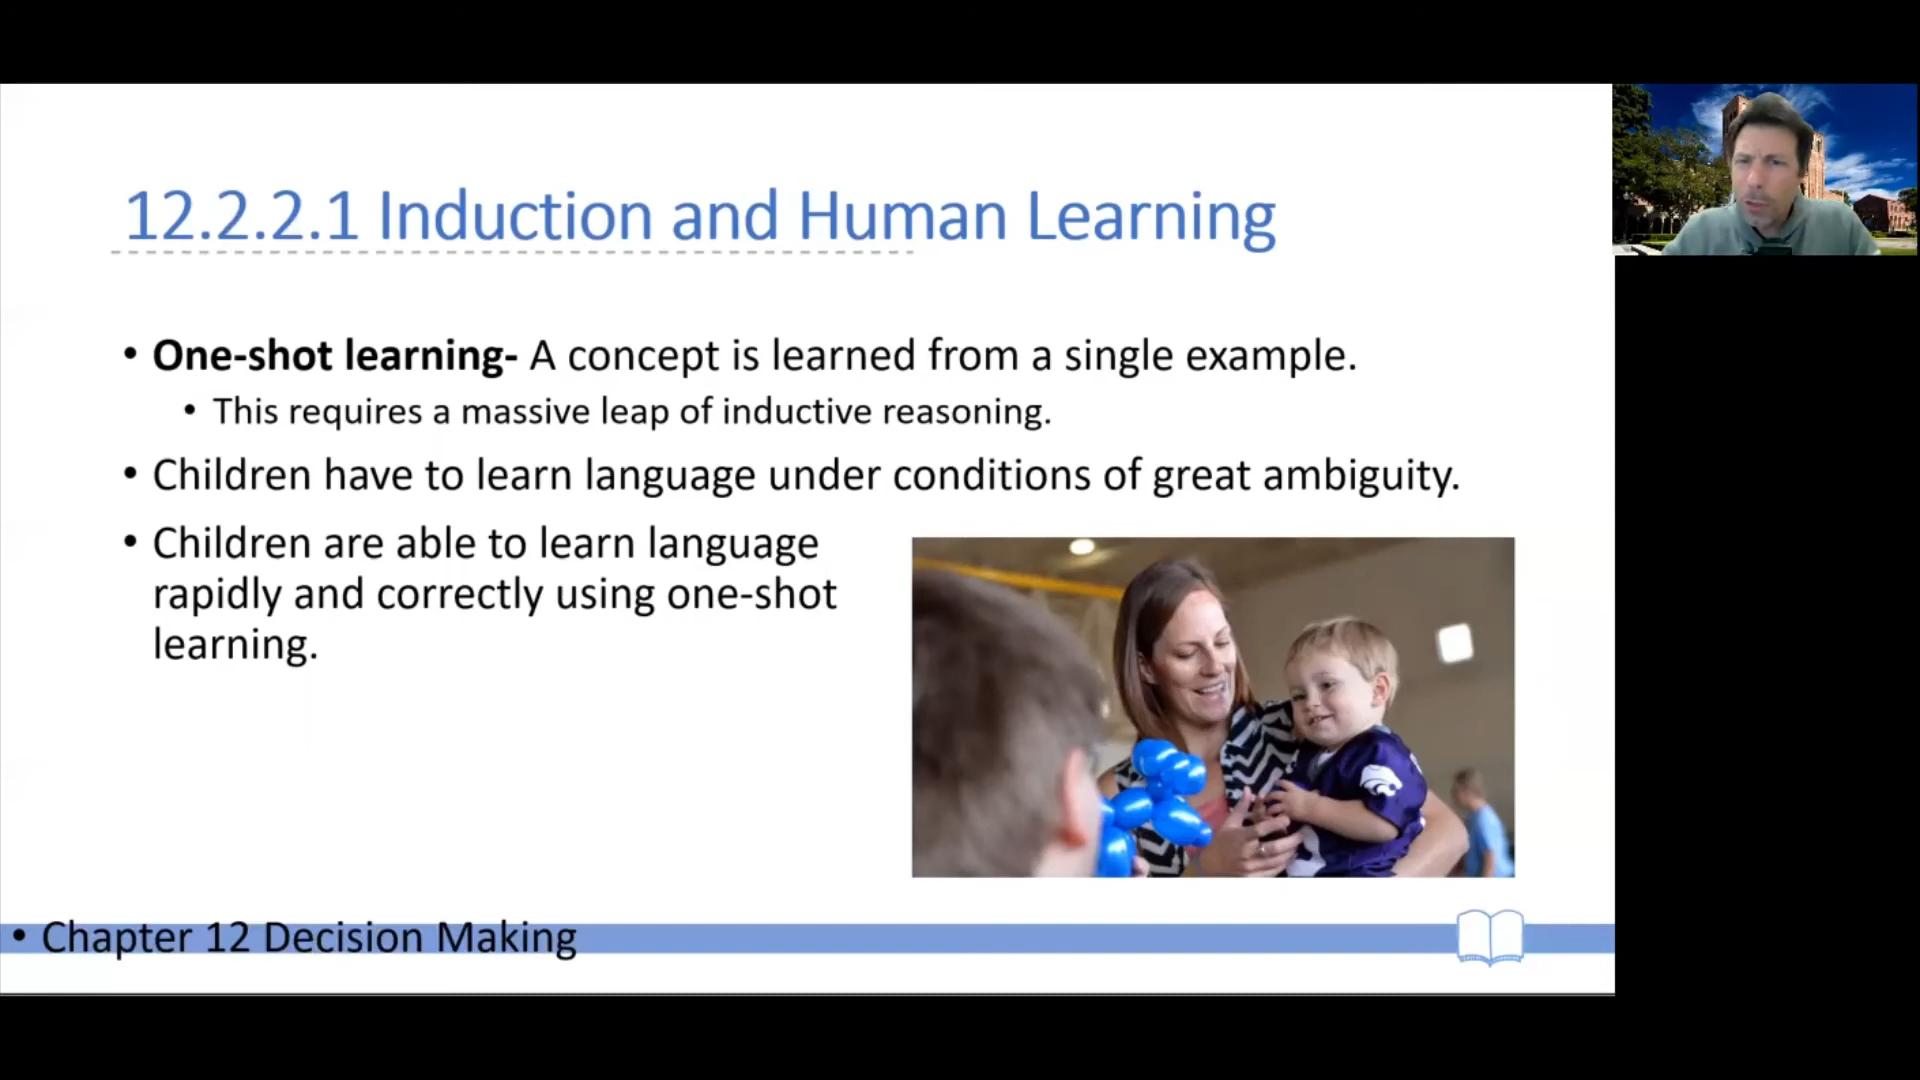 12.2.2.1 Induction and Human Learning
• One-shot learning- A concept is learned from a single example.
• This requires a massive leap of inductive reasoning.
• Children have to learn language under conditions of great ambiguity.
• Children are able to learn language
rapidly and correctly using one-shot
learning.
• Chapter 12 Decision Making